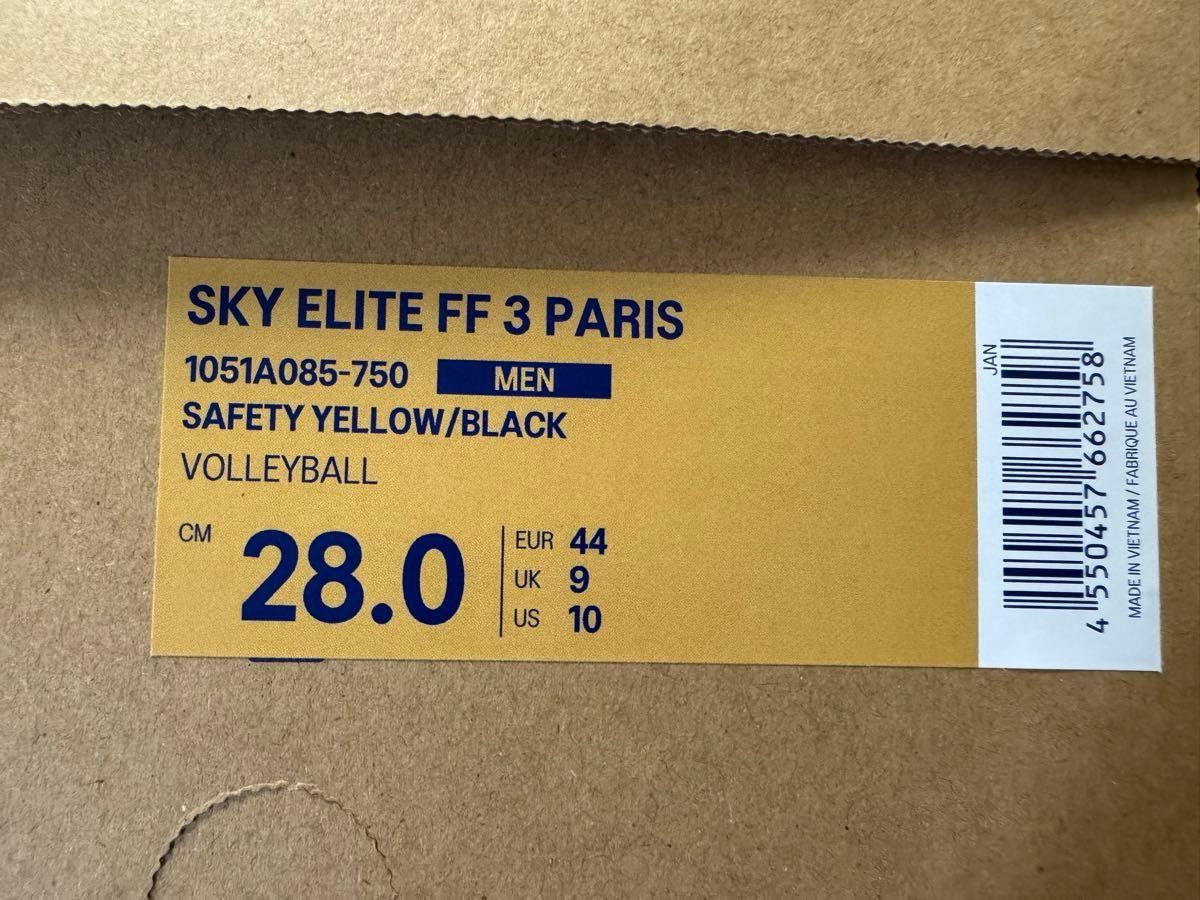 SKY ELITE FF 3 PARIS
1051A085-750 MEN
SAFETY YELLOW/BLACK
VOLLEYBALL
CM 28.0
EUR 44
UK 9
US 10
JAN
4 550457 662758
MADE IN VIETNAM / FABRIQUE AU VIETNAM